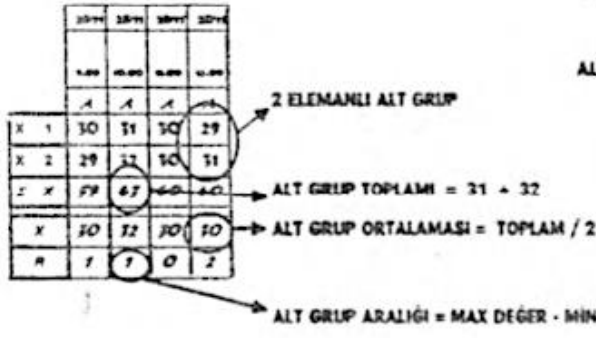 AL
A A A
X 1 30 31 30 29
X 2 29 32 30 31
Σ X 59 63 60 60
X 30 32 30 30
R 1 1 0 2
2 ELEMANLI ALT GRUP
ALT GRUP TOPLAMI = 31 + 32
ALT GRUP ORTALAMASI = TOPLAM / 2
ALT GRUP ARALIĞI = MAX DEĞER - MİN